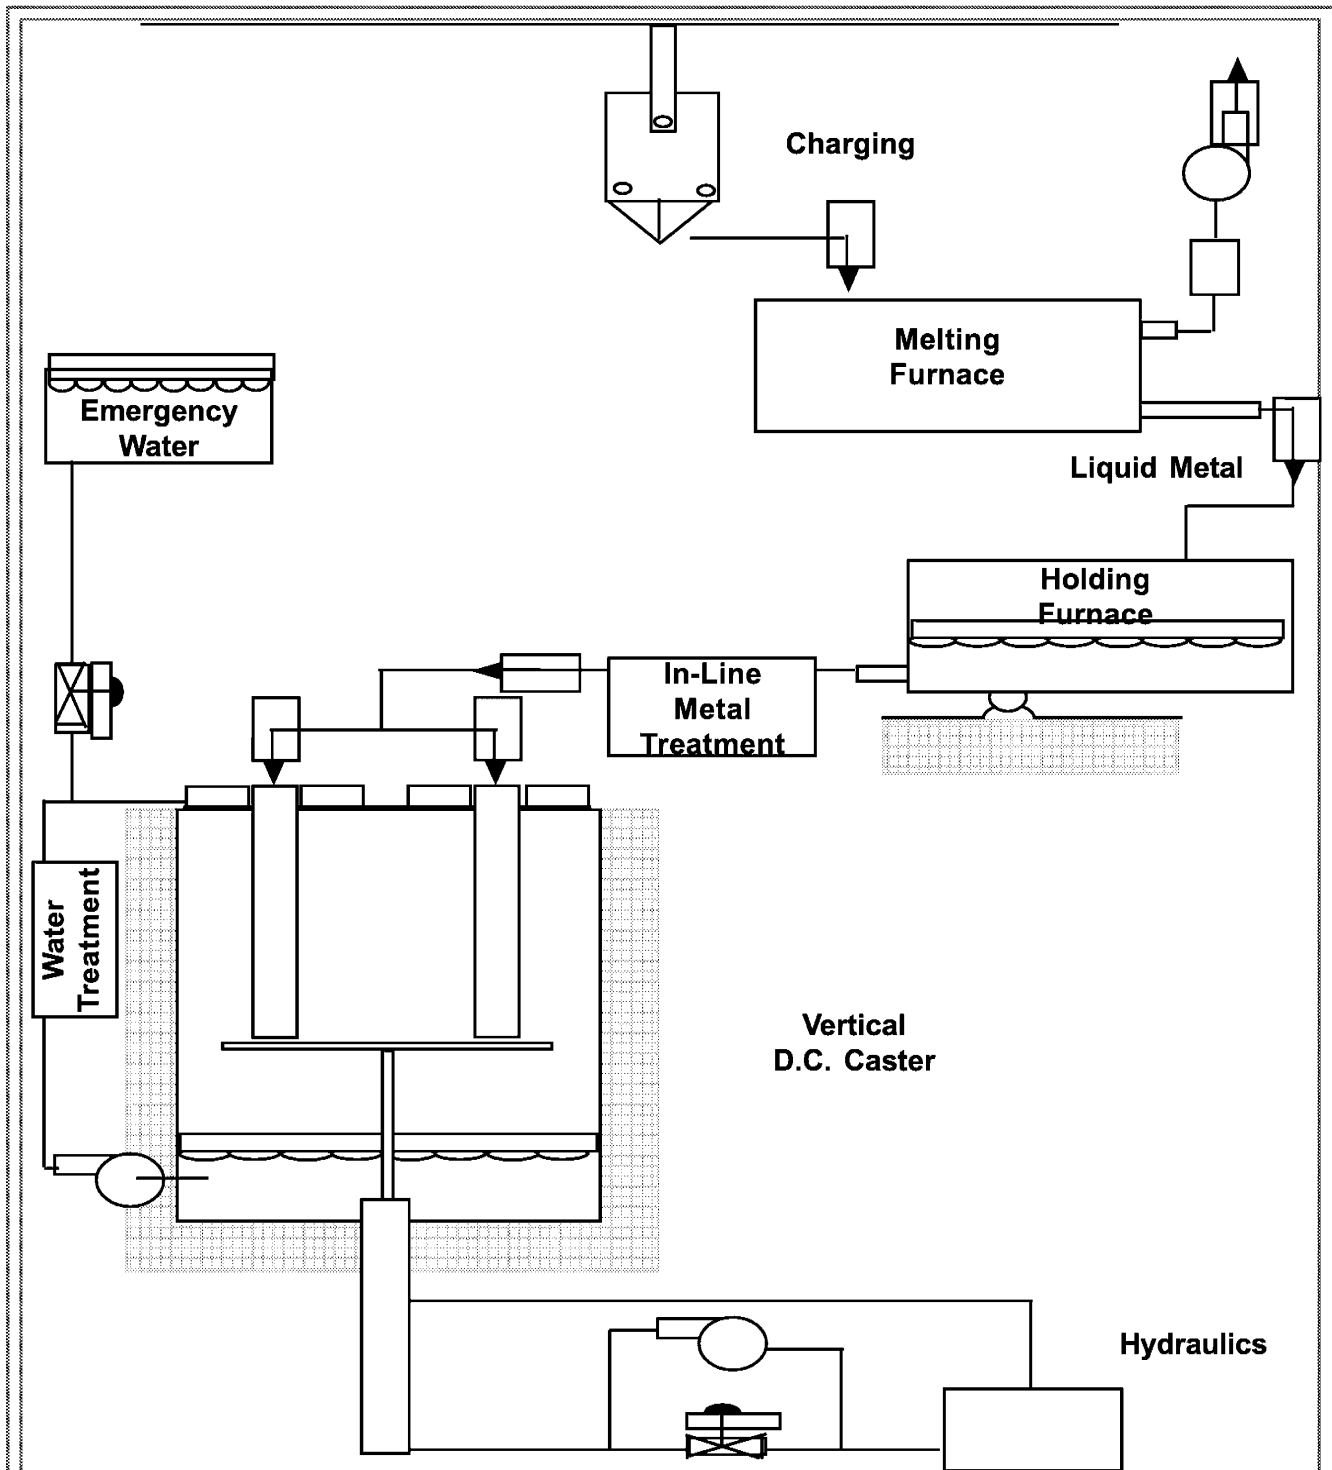 Charging
Melting
Furnace
Emergency
Water
Liquid Metal
Holding
Furnace
In-Line
Metal
Treatment
Water
Treatment
Vertical
D.C. Caster
Hydraulics